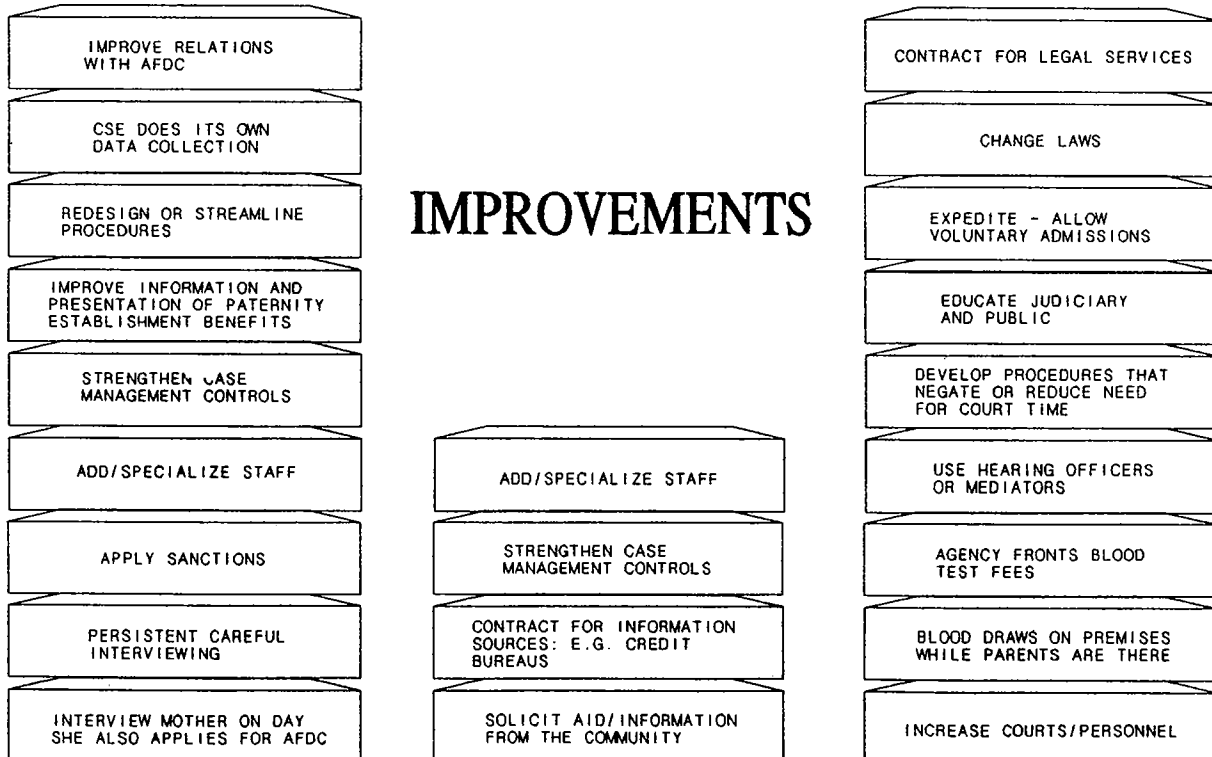 IMPROVE RELATIONS
WITH AFDC
CSE DOES ITS OWN
DATA COLLECTION
REDESIGN OR STREAMLINE
PROCEDURES
IMPROVE INFORMATION AND
PRESENTATION OF PATERNITY
ESTABLISHMENT BENEFITS
STRENGTHEN CASE
MANAGEMENT CONTROLS
ADD/SPECIALIZE STAFF
APPLY SANCTIONS
PERSISTENT CAREFUL
INTERVIEWING
INTERVIEW MOTHER ON DAY
SHE ALSO APPLIES FOR AFDC
IMPROVEMENTS
ADD/SPECIALIZE STAFF
STRENGTHEN CASE
MANAGEMENT CONTROLS
CONTRACT FOR INFORMATION
SOURCES: E.G. CREDIT
BUREAUS
SOLICIT AID/INFORMATION
FROM THE COMMUNITY
CONTRACT FOR LEGAL SERVICES
CHANGE LAWS
EXPEDITE - ALLOW
VOLUNTARY ADMISSIONS
EDUCATE JUDICIARY
AND PUBLIC
DEVELOP PROCEDURES THAT
NEGATE OR REDUCE NEED
FOR COURT TIME
USE HEARING OFFICERS
OR MEDIATORS
AGENCY FRONTS BLOOD
TEST FEES
BLOOD DRAWS ON PREMISES
WHILE PARENTS ARE THERE
INCREASE COURTS/PERSONNEL